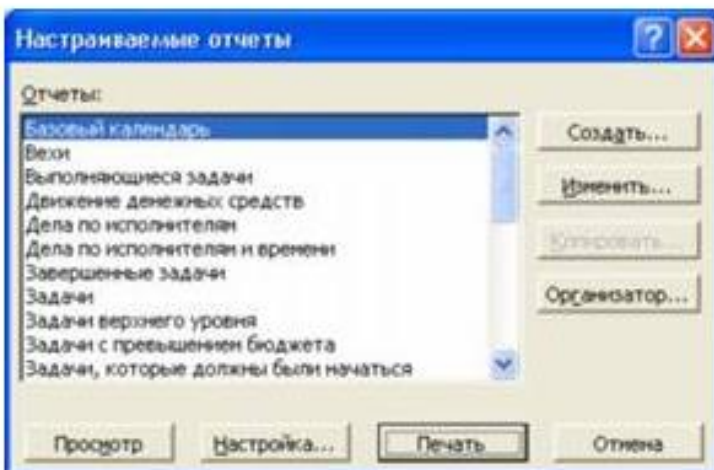 Настраиваемые отчеты
Отчеты:
Базовый календарь
Вехи
Выполняющиеся задачи
Движение денежных средств
Дела по исполнителям
Дела по исполнителям и времени
Завершенные задачи
Задачи
Задачи верхнего уровня
Задачи с превышением бюджета
Задачи, которые должны были начаться
Создать...
Изменить...
Копировать...
Организатор...
Просмотр
Настройка...
Печать
Отмена